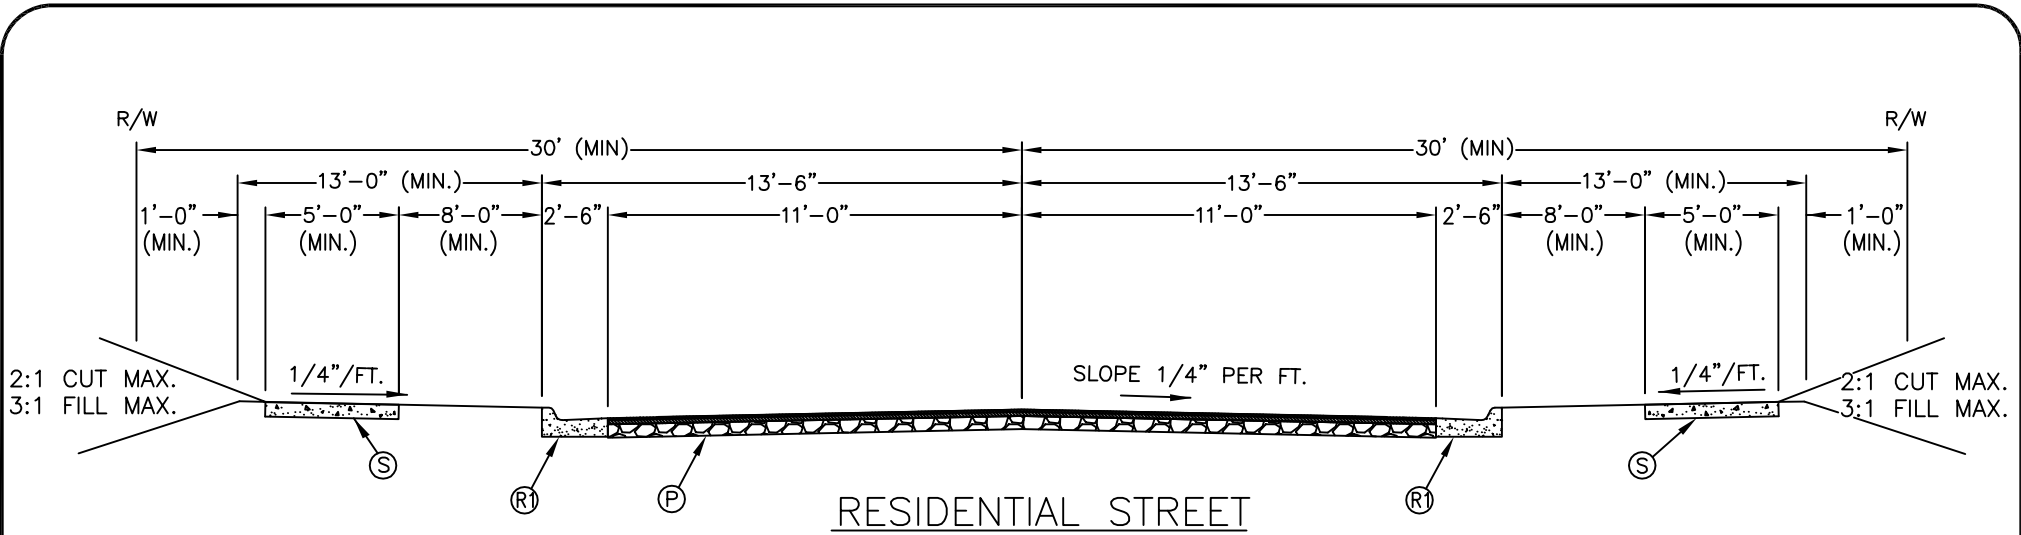 R/W R/W
30' (MIN) 30' (MIN)
13'-0" (MIN.) 13'-6" 13'-6" 13'-0" (MIN.)
1'-0" 5'-0" 8'-0" 2'-6" 11'-0" 11'-0" 2'-6" 8'-0" 5'-0" 1'-0"
(MIN.) (MIN.) (MIN.) (MIN.) (MIN.) (MIN.)
2:1 CUT MAX. 1/4"/FT. SLOPE 1/4" PER FT. 1/4"/FT. 2:1 CUT MAX.
3:1 FILL MAX. 3:1 FILL MAX.
S S
R1 P R1
RESIDENTIAL STREET